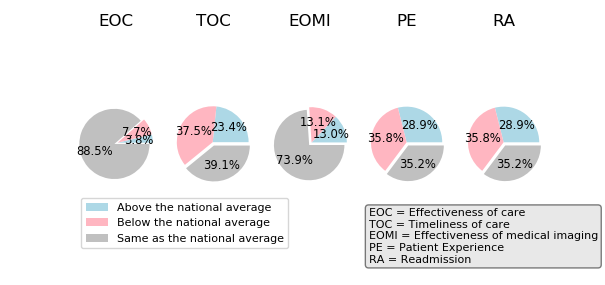 EOC TOC EOMI PE RA
7.7% 3.8% 88.5%
37.5% 23.4% 39.1%
13.1% 13.0% 73.9%
35.8% 28.9% 35.2%
35.8% 28.9% 35.2%
Above the national average
Below the national average
Same as the national average
EOC = Effectiveness of care
TOC = Timeliness of care
EOMI = Effectiveness of medical imaging
PE = Patient Experience
RA = Readmission